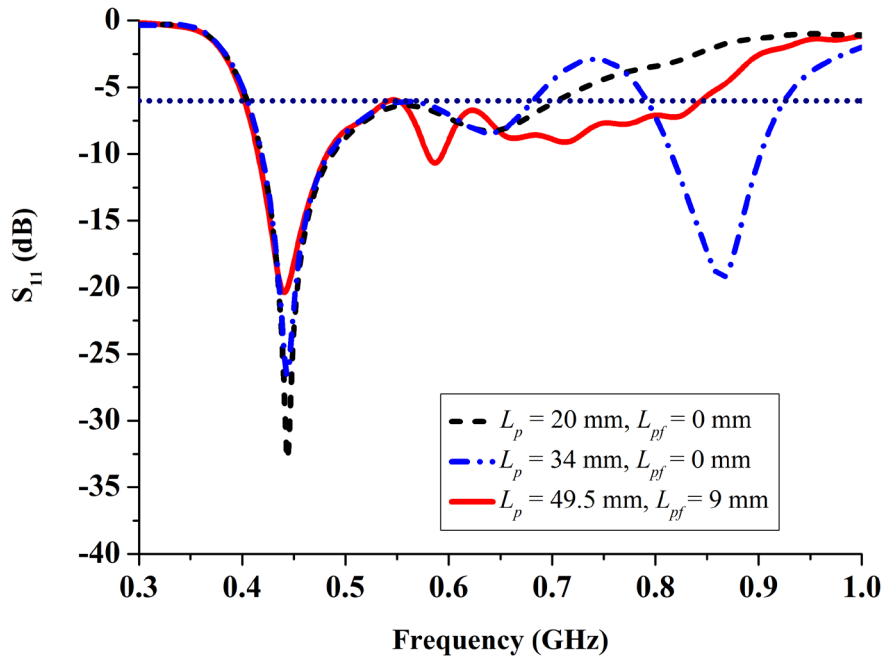 0
-5
-10
-15
-20
-25
-30
-35
-40
S11 (dB)
Lp = 20 mm, Lpf = 0 mm
Lp = 34 mm, Lpf = 0 mm
Lp = 49.5 mm, Lpf = 9 mm
0.3 0.4 0.5 0.6 0.7 0.8 0.9 1.0
Frequency (GHz)